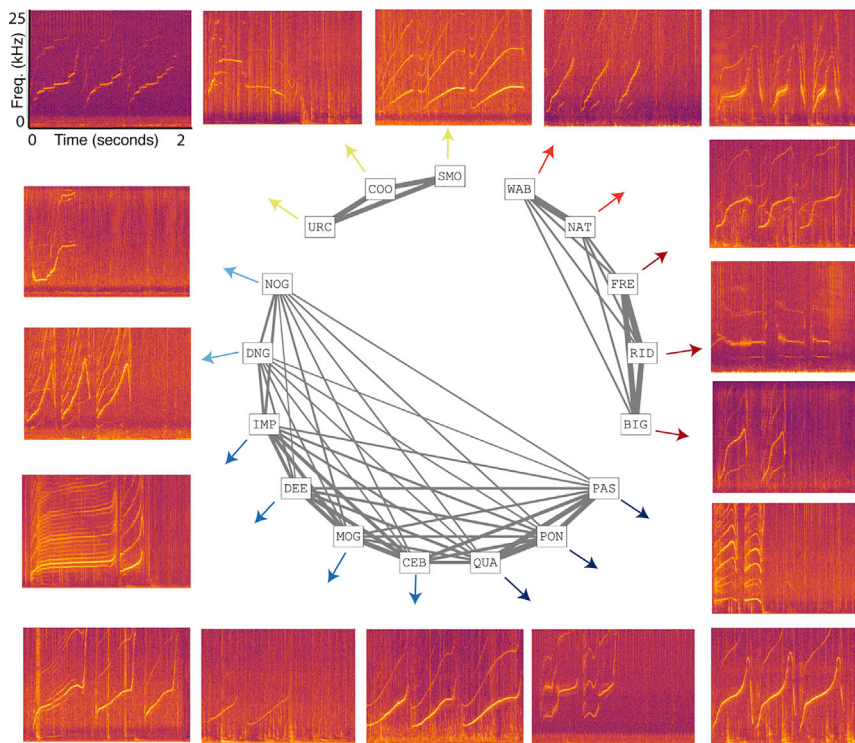 25
Freq. (kHz)
0
0 Time (seconds) 2
SMO
COO
WAB
URC
NAT
NOG
FRE
DNG
RID
IMP
BIG
DEE
PAS
MOG
PON
CEB
QUA